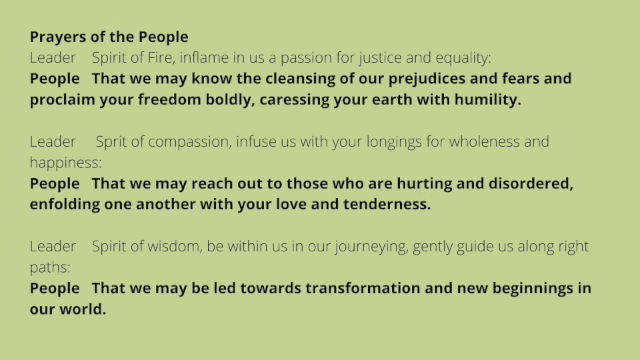 Prayers of the People
Leader Spirit of Fire, inflame in us a passion for justice and equality:
People That we may know the cleansing of our prejudices and fears and
proclaim your freedom boldly, caressing your earth with humility.
Leader Sprit of compassion, infuse us with your longings for wholeness and
happiness:
People That we may reach out to those who are hurting and disordered,
enfolding one another with your love and tenderness.
Leader Spirit of wisdom, be within us in our journeying, gently guide us along right
paths:
People That we may be led towards transformation and new beginnings in
our world.